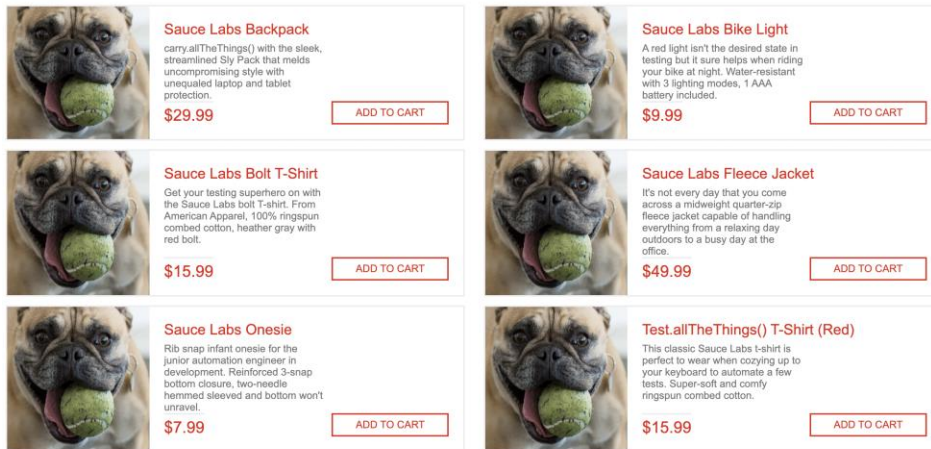 Sauce Labs Backpack
carry.allTheThings() with the sleek,
streamlined Sly Pack that melds
uncompromising style with
unequaled laptop and tablet
protection.
$29.99
ADD TO CART
Sauce Labs Bike Light
A red light isn't the desired state in
testing but it sure helps when riding
your bike at night. Water-resistant
with 3 lighting modes, 1 AAA
battery included.
$9.99
ADD TO CART
Sauce Labs Bolt T-Shirt
Get your testing superhero on with
the Sauce Labs bolt T-shirt. From
American Apparel, 100% ringspun
combed cotton, heather gray with
red bolt.
$15.99
ADD TO CART
Sauce Labs Fleece Jacket
It's not every day that you come
across a midweight quarter-zip
fleece jacket capable of handling
everything from a relaxing day
outdoors to a busy day at the
office.
$49.99
ADD TO CART
Sauce Labs Onesie
Rib snap infant onesie for the
junior automation engineer in
development. Reinforced 3-snap
bottom closure, two-needle
hemmed sleeved and bottom won't
unravel.
$7.99
ADD TO CART
Test.allTheThings() T-Shirt (Red)
This classic Sauce Labs t-shirt is
perfect to wear when cozying up to
your keyboard to automate a few
tests. Super-soft and comfy
ringspun combed cotton.
$15.99
ADD TO CART